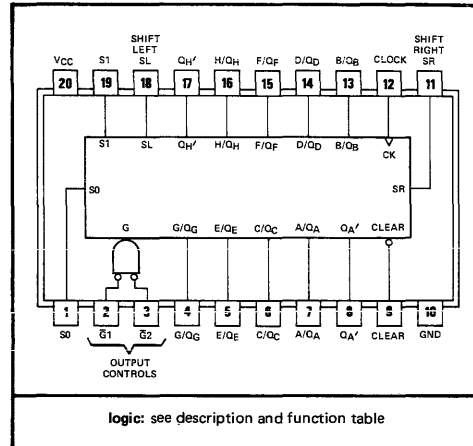 SHIFT LEFT
SHIFT RIGHT
VCC S1 SL QH' H/QH F/QF D/QD B/QB CLOCK SR
20 19 18 17 16 15 14 13 12 11
S1 SL QH' H/QH F/QF D/QD B/QB CK
S0 SR
G G/QG E/QE C/QC A/QA QA' CLEAR
1 2 3 4 5 6 7 8 9 10
S0 G̅1 G̅2 G/QG E/QE C/QC A/QA QA' CLEAR GND
OUTPUT
CONTROLS
logic: see description and function table